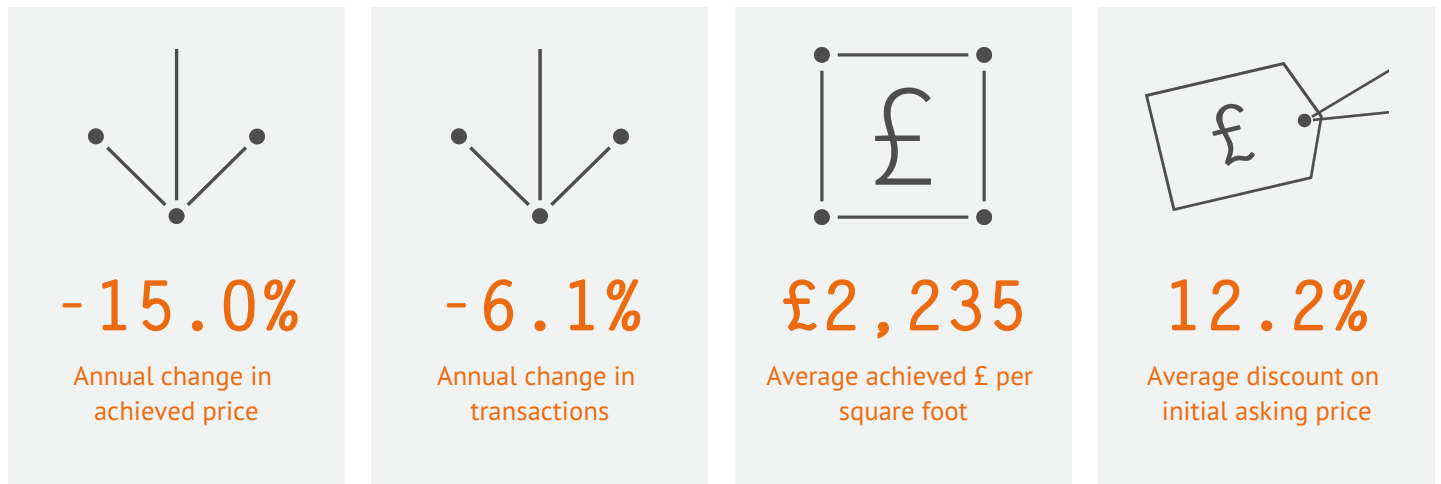 £
£
-15.0%
Annual change in
achieved price
-6.1%
Annual change in
transactions
£2,235
Average achieved £ per
square foot
12.2%
Average discount on
initial asking price